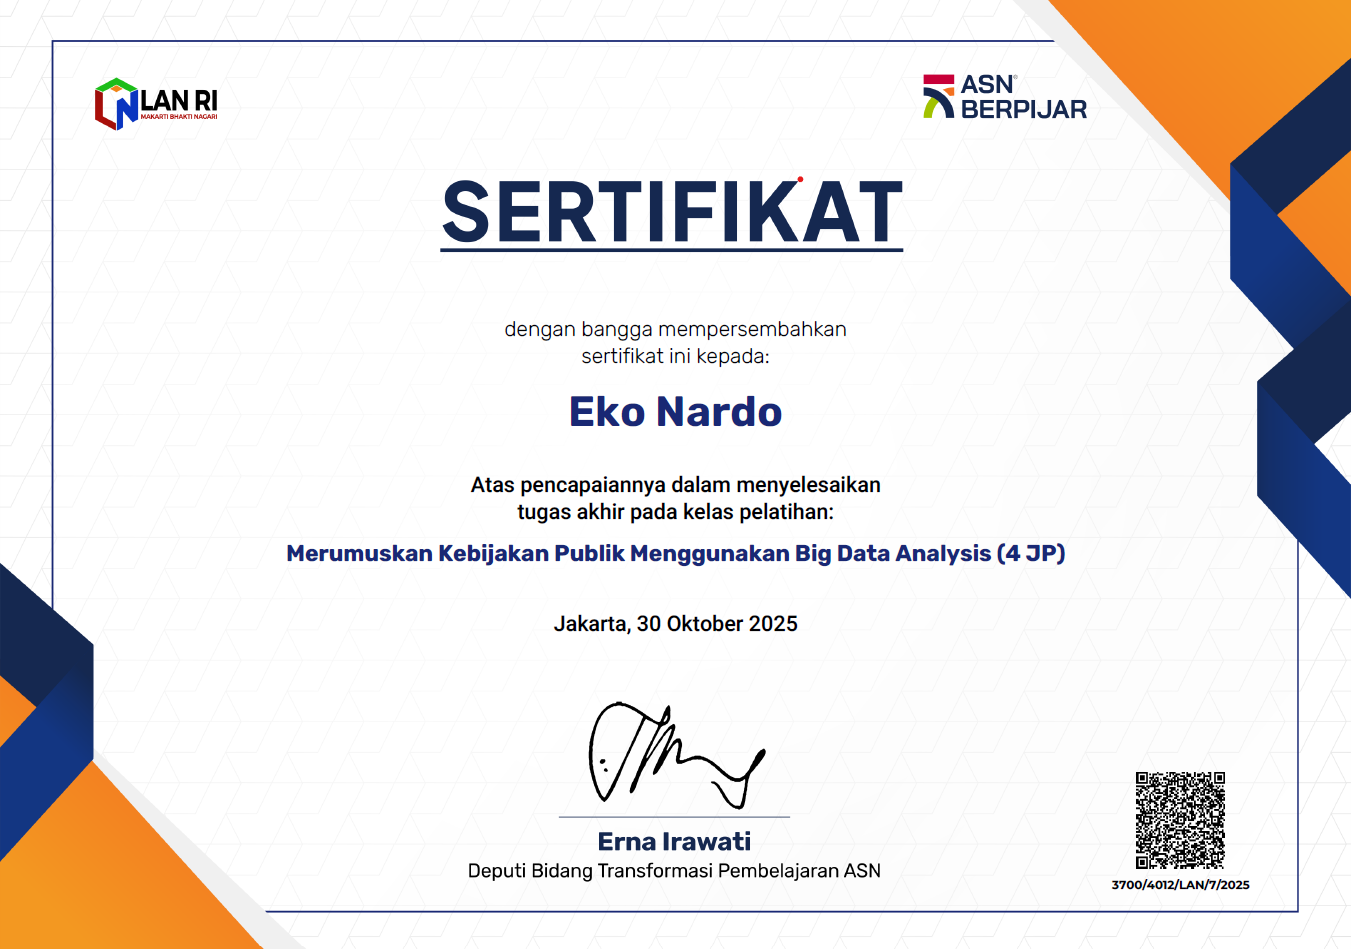 LAN RI
MAKARTI BHAKTI NAGARI
ASN
BERPIJAR
SERTIFIKAT
dengan bangga mempersembahkan
sertifikat ini kepada:
Eko Nardo
Atas pencapaiannya dalam menyelesaikan
tugas akhir pada kelas pelatihan:
Merumuskan Kebijakan Publik Menggunakan Big Data Analysis (4 JP)
Jakarta, 30 Oktober 2025
Erna Irawati
Deputi Bidang Transformasi Pembelajaran ASN
3700/4012/LAN/7/2025